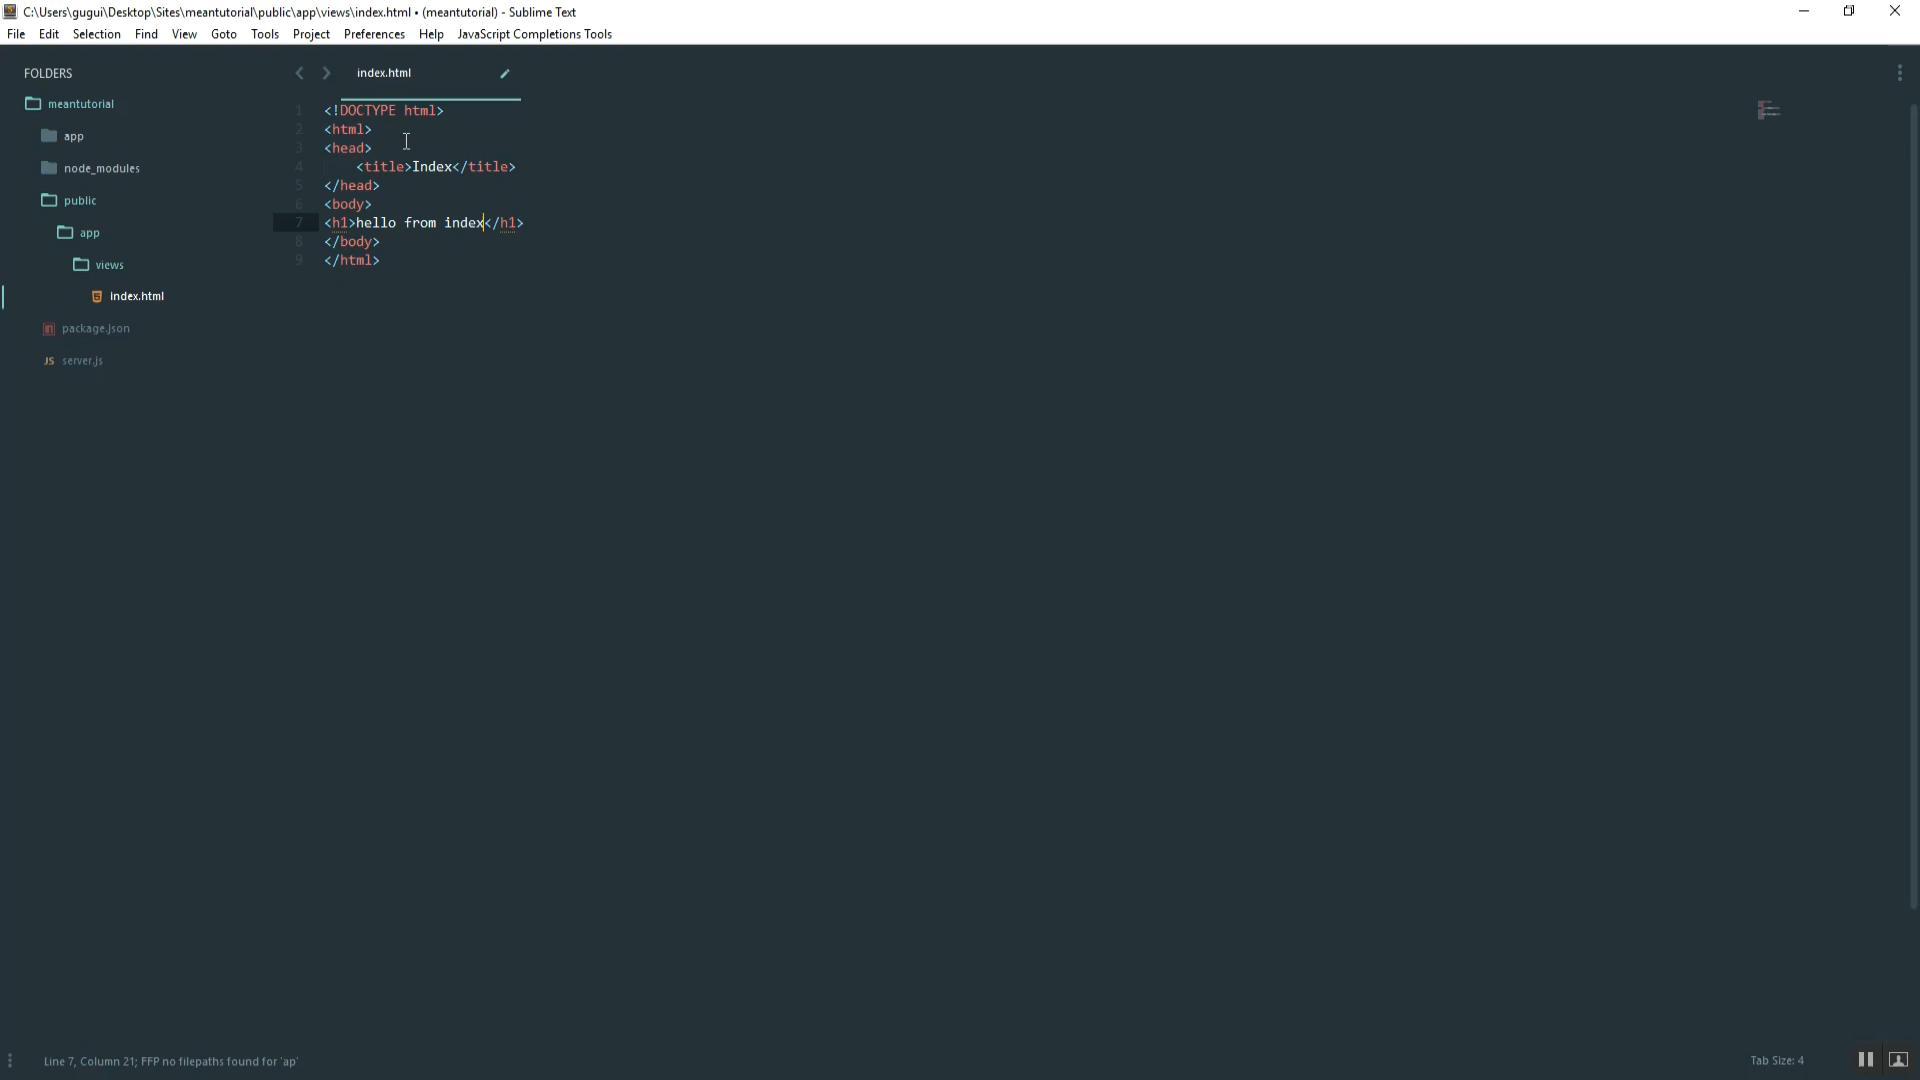 C:\Users\gugui\Desktop\Sites\meantutorial\public\app\views\index.html • (meantutorial) - Sublime Text
File Edit Selection Find View Goto Tools Project Preferences Help JavaScript Completions Tools
FOLDERS
meantutorial
app
node_modules
public
app
views
index.html
package.json
JS server.js
index.html
1 <!DOCTYPE html>
2 <html>
3 <head>
4 <title>Index</title>
5 </head>
6 <body>
7 <h1>hello from index</h1>
8 </body>
9 </html>
Line 7, Column 21; FFP no filepaths found for 'ap'
Tab Size: 4